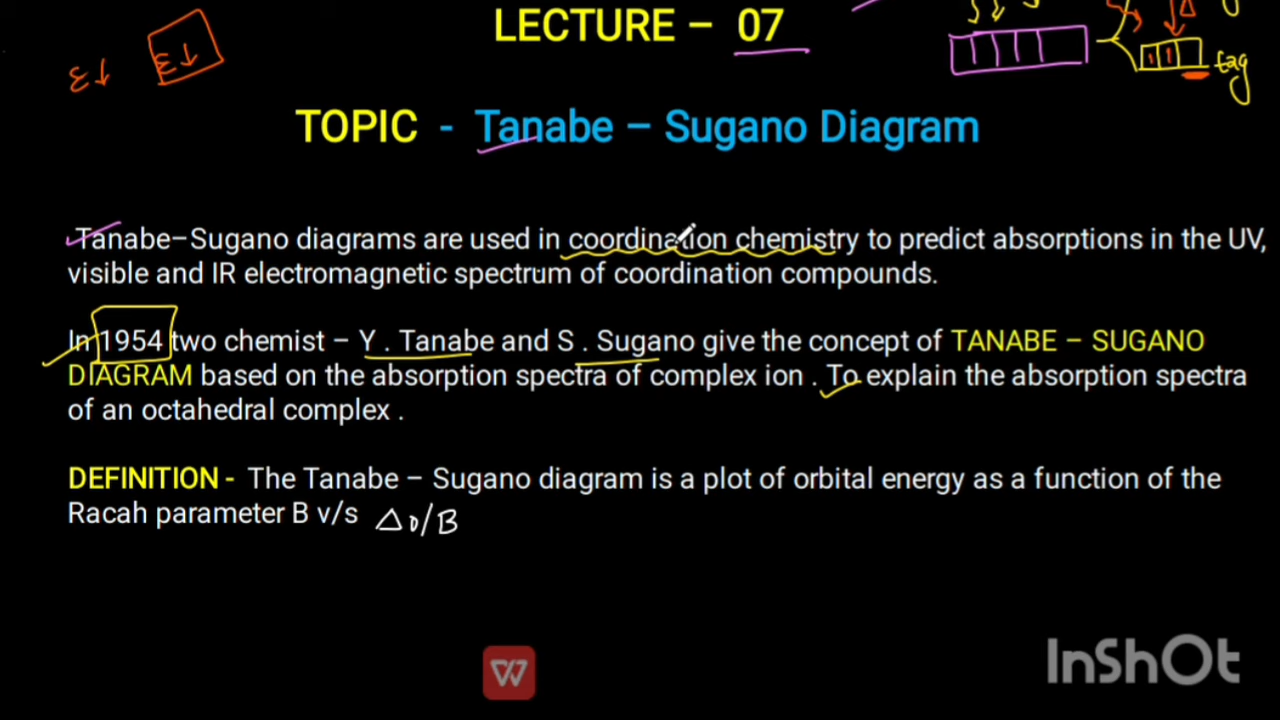 LECTURE – 07
ε↓ ε↓
t2g
TOPIC - Tanabe – Sugano Diagram
Tanabe–Sugano diagrams are used in coordination chemistry to predict absorptions in the UV,
visible and IR electromagnetic spectrum of coordination compounds.
In 1954 two chemist – Y . Tanabe and S . Sugano give the concept of TANABE – SUGANO
DIAGRAM based on the absorption spectra of complex ion . To explain the absorption spectra
of an octahedral complex .
DEFINITION - The Tanabe – Sugano diagram is a plot of orbital energy as a function of the
Racah parameter B v/s Δo/B
W
InShOt